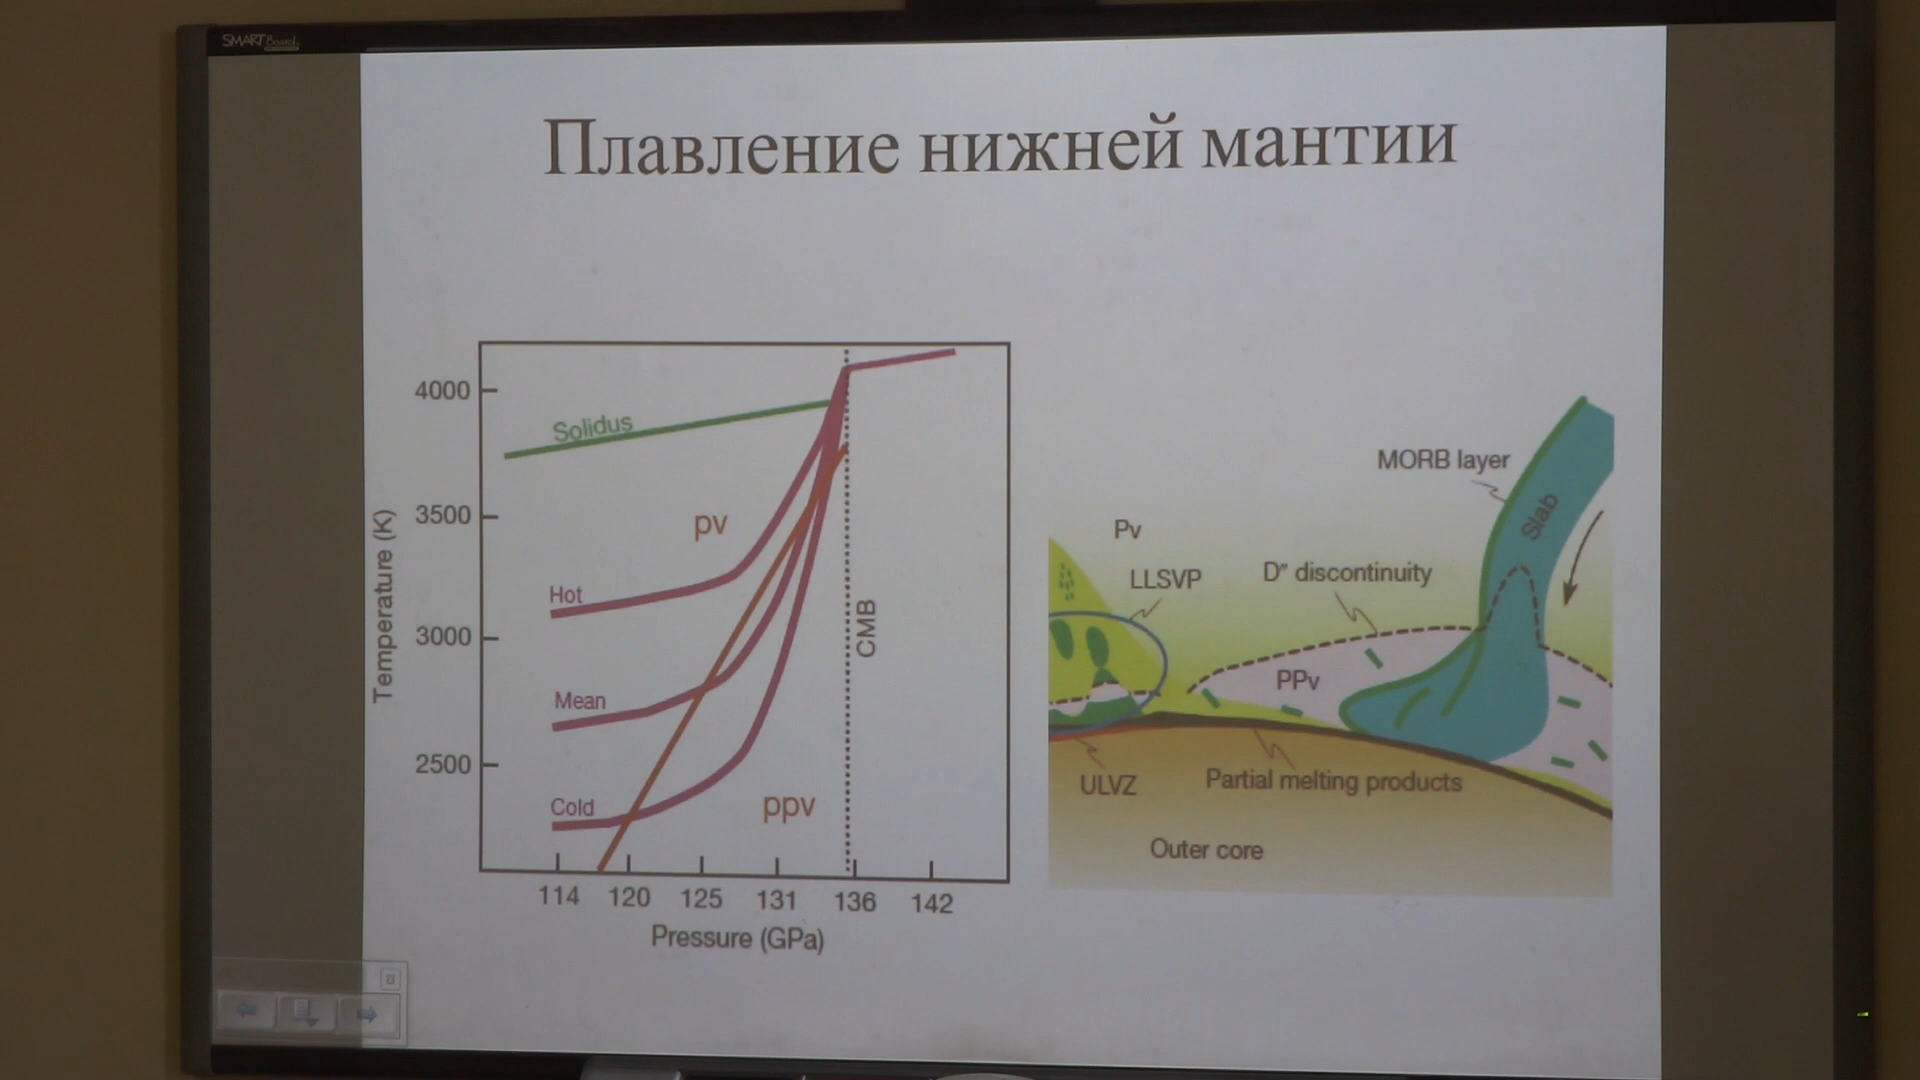 SMART Board
Плавление нижней мантии
4000
3500
3000
2500
Temperature (K)
Solidus
pv
Hot
Mean
Cold
ppv
CMB
114 120 125 131 136 142
Pressure (GPa)
MORB layer
Slab
Pv
LLSVP
D" discontinuity
PPv
ULVZ
Partial melting products
Outer core